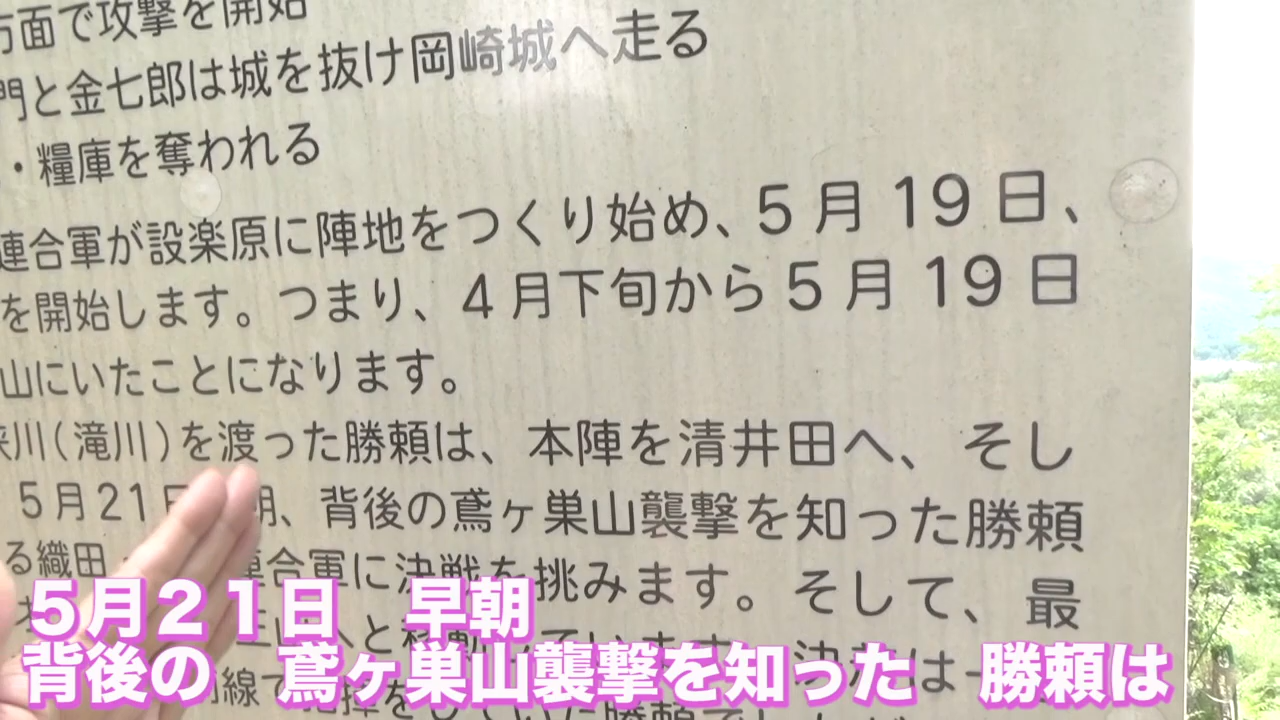 方面で攻撃を開始
門と金七郎は城を抜け岡崎城へ走る
・糧庫を奪われる
連合軍が設楽原に陣地をつくり始め、5月19日、
を開始します。つまり、4月下旬から5月19日
山にいたことになります。
川(滝川)を渡った勝頼は、本陣を清井田へ、そし
5月21日 朝、背後の鳶ヶ巣山襲撃を知った勝頼
る織田 連合軍に決戦を挑みます。そして、最
5月21日 早朝
背後の 鳶ヶ巣山襲撃を知った 勝頼は